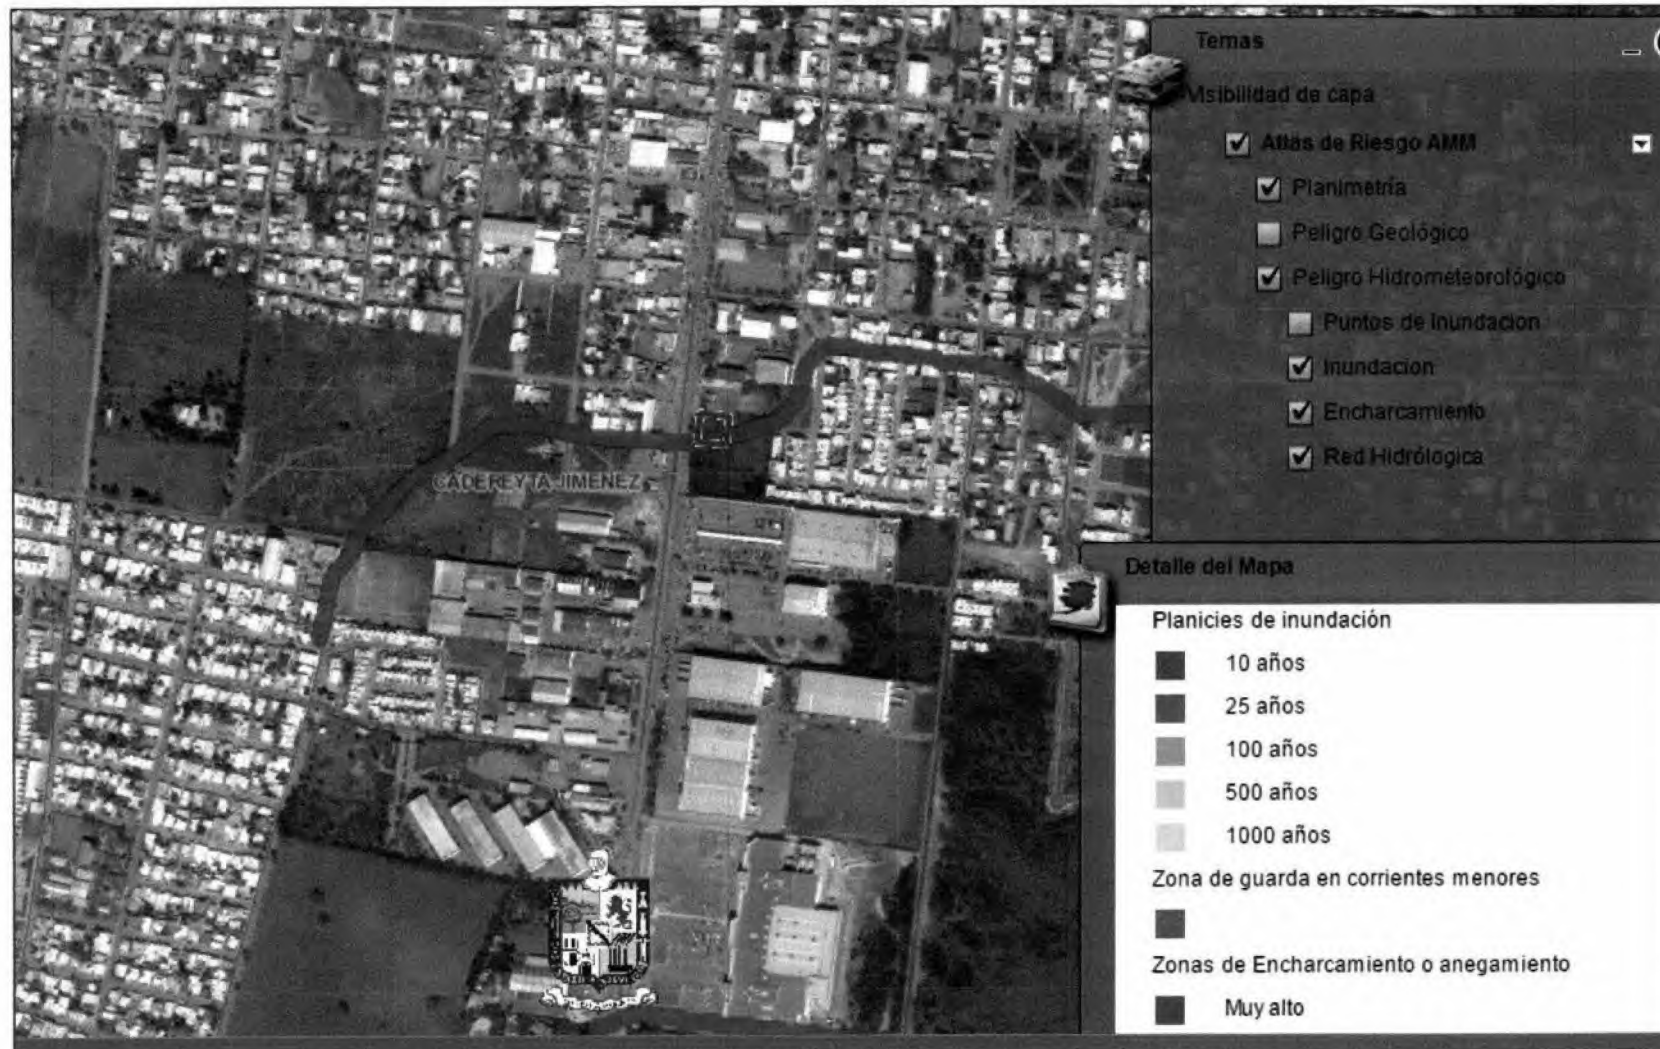 Temas
Visibilidad de capa
Atlas de Riesgo AMM
Planimetría
Peligro Geológico
Peligro Hidrometeorológico
Puntos de Inundacion
Inundacion
Encharcamiento
Red Hidrólogica
CADEREYTA JIMENEZ
Detalle del Mapa
Planicies de inundación
10 años
25 años
100 años
500 años
1000 años
Zona de guarda en corrientes menores
Zonas de Encharcamiento o anegamiento
Muy alto